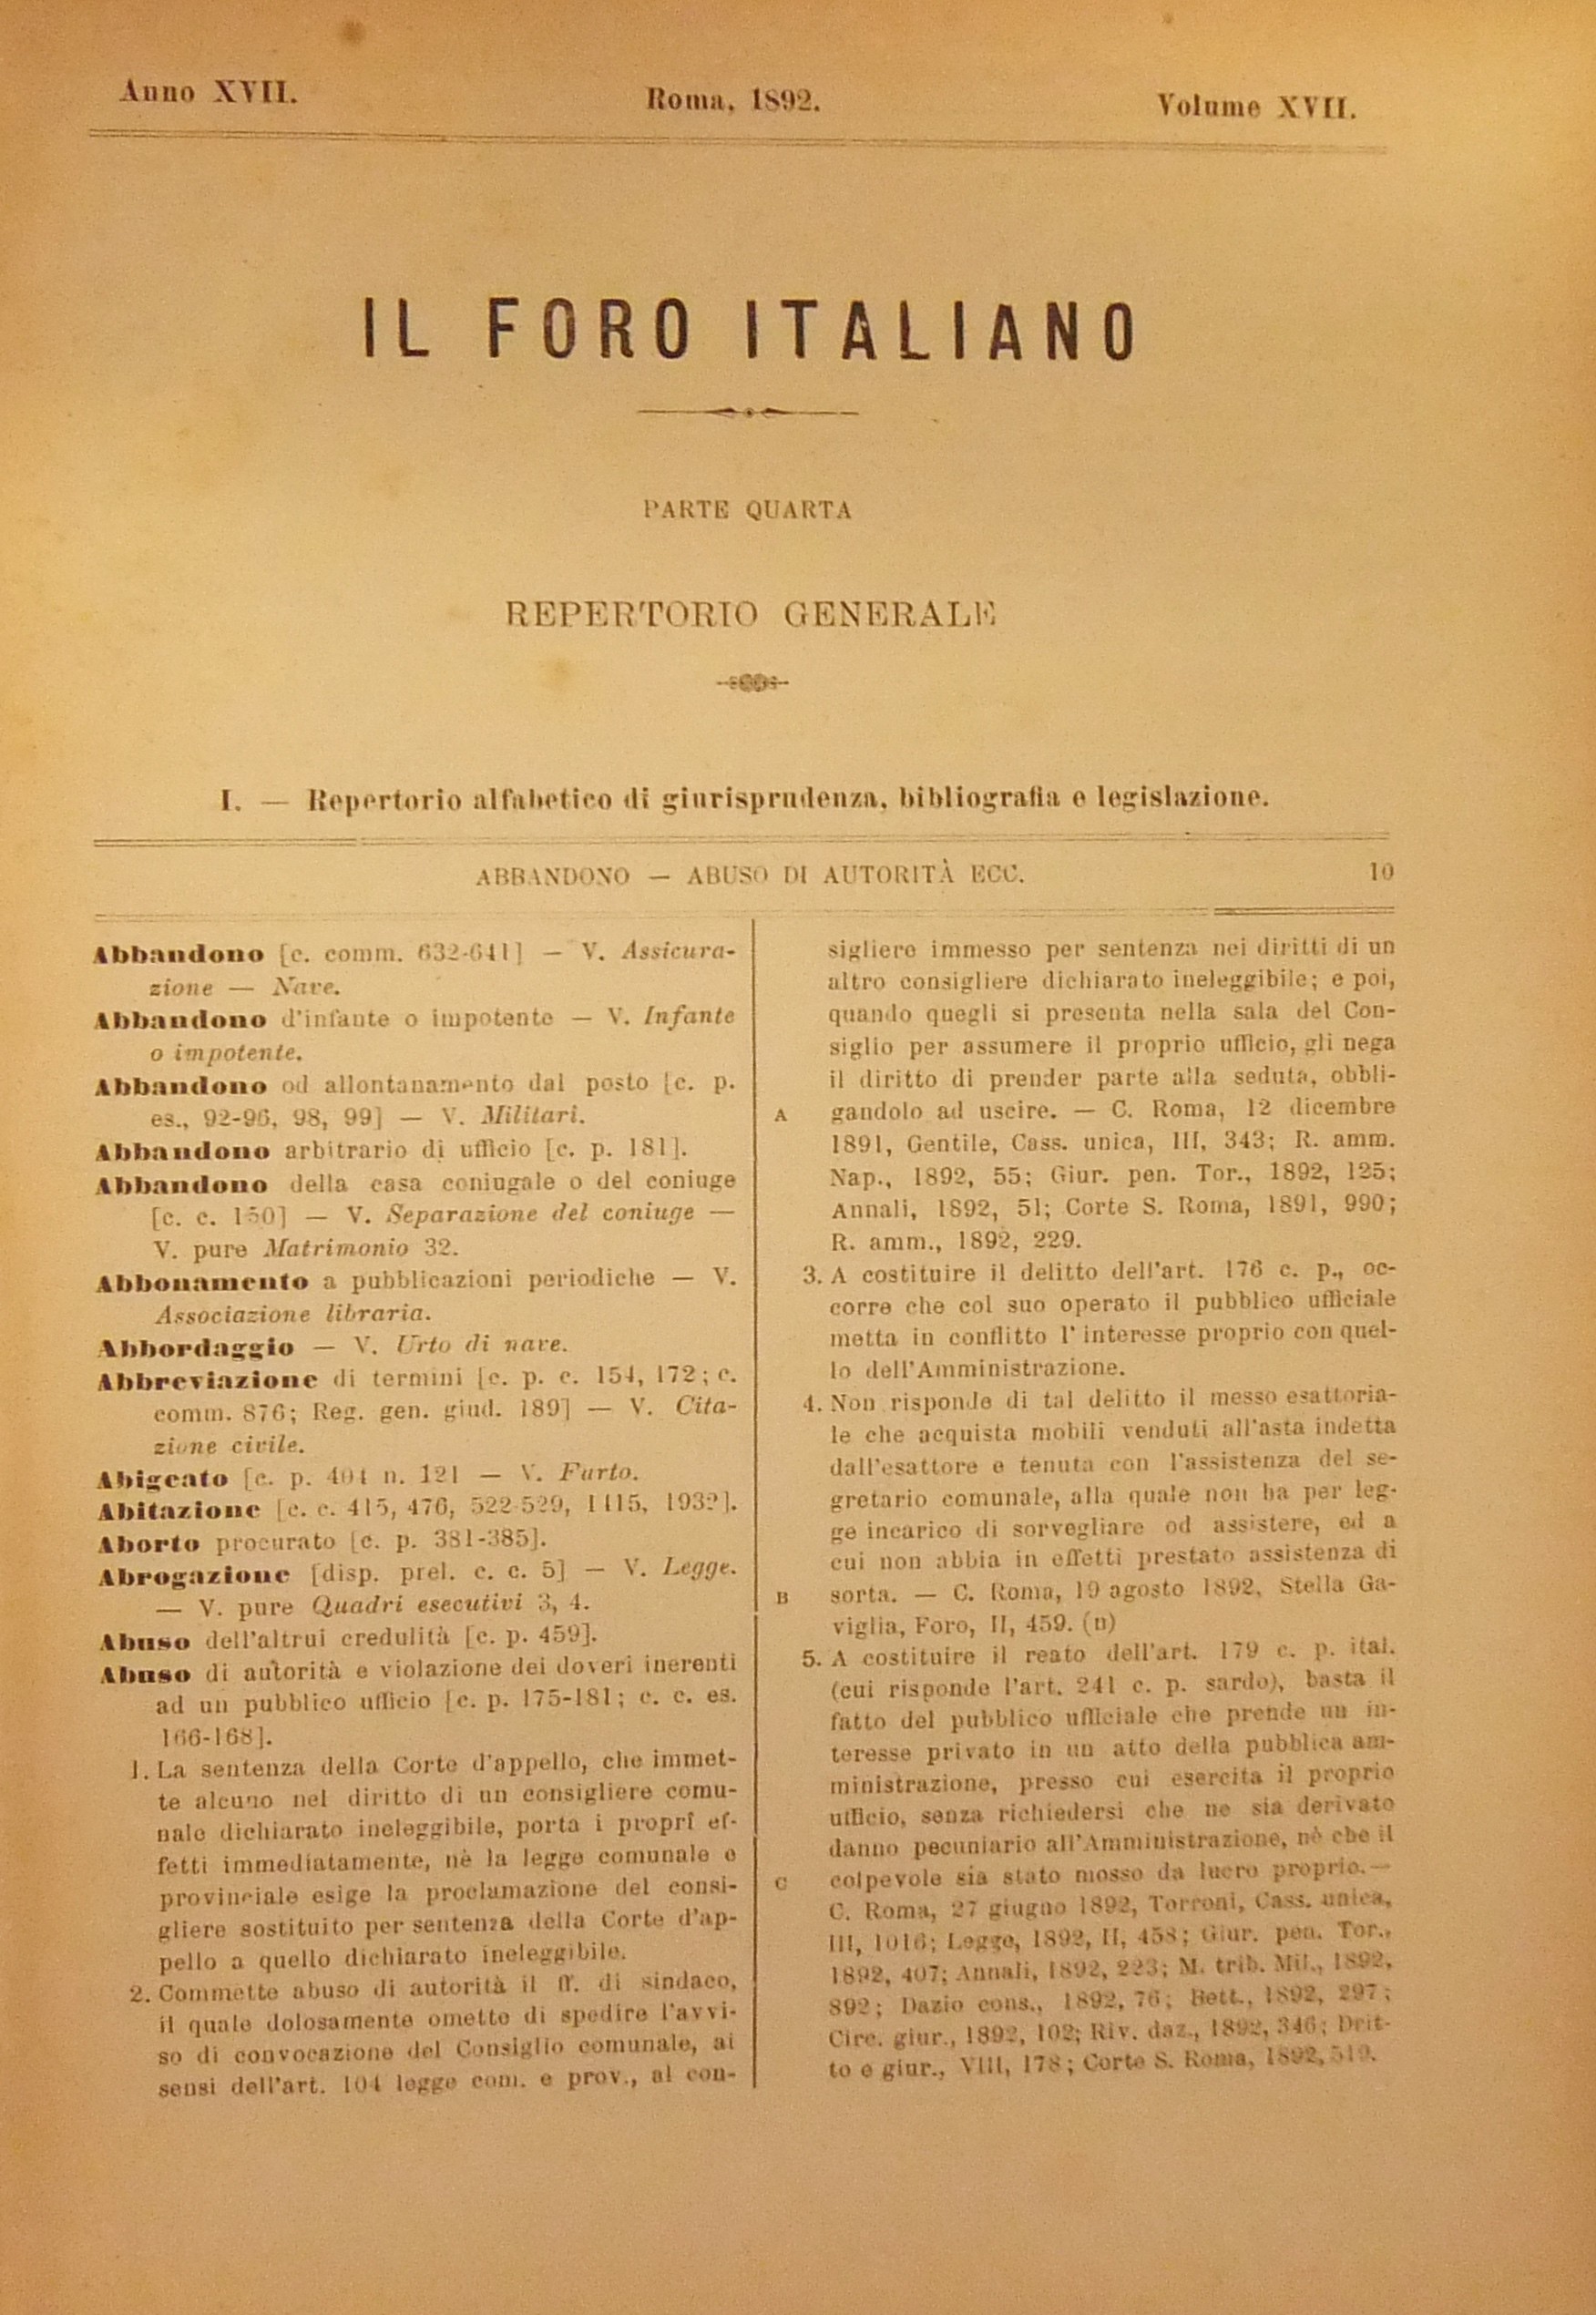 Anno XVII.
Roma, 1892.
Volume XVII.
IL FORO ITALIANO
PARTE QUARTA
REPERTORIO GENERALE
I. — Repertorio alfabetico di giurisprudenza, bibliografia e legislazione.
ABBANDONO — ABUSO DI AUTORITÀ ECC.
10
Abbandono [c. comm. 632-641] — V. Assicura-
zione — Nave.
Abbandono d'infante o impotente — V. Infante
o impotente.
Abbandono od allontanamento dal posto [c. p.
es., 92-96, 98, 99] — V. Militari.
Abbandono arbitrario di ufficio [c. p. 181].
Abbandono della casa coniugale o del coniuge
[c. c. 150] — V. Separazione del coniuge —
V. pure Matrimonio 32.
Abbonamento a pubblicazioni periodiche — V.
Associazione libraria.
Abbordaggio — V. Urto di nave.
Abbreviazione di termini [c. p. c. 154, 172; c.
comm. 876; Reg. gen. giud. 189] — V. Cita-
zione civile.
Abigeato [c. p. 404 n. 12] — V. Furto.
Abitazione [c. c. 415, 476, 522-529, 1415, 1932].
Aborto procurato [c. p. 381-385].
Abrogazione [disp. prel. c. c. 5] — V. Legge.
— V. pure Quadri esecutivi 3, 4.
Abuso dell'altrui credulità [c. p. 459].
Abuso di autorità e violazione dei doveri inerenti
ad un pubblico ufficio [c. p. 175-181; c. c. es.
166-168].
1. La sentenza della Corte d'appello, che immet-
te alcuno nel diritto di un consigliere comu-
nale dichiarato ineleggibile, porta i proprî ef-
fetti immediatamente, nè la legge comunale e
provinciale esige la proclamazione del consi-
gliere sostituito per sentenza della Corte d'ap-
pello a quello dichiarato ineleggibile.
2. Commette abuso di autorità il ff. di sindaco,
il quale dolosamente omette di spedire l'avvi-
so di convocazione del Consiglio comunale, ai
sensi dell'art. 104 legge com. e prov., al con-
sigliere immesso per sentenza nei diritti di un
altro consigliere dichiarato ineleggibile; e poi,
quando quegli si presenta nella sala del Con-
siglio per assumere il proprio ufficio, gli nega
il diritto di prender parte alla seduta, obbli-
A gandolo ad uscire. — C. Roma, 12 dicembre
1891, Gentile, Cass. unica, III, 343; R. amm.
Nap., 1892, 55; Giur. pen. Tor., 1892, 125;
Annali, 1892, 51; Corte S. Roma, 1891, 990;
R. amm., 1892, 229.
3. A costituire il delitto dell'art. 176 c. p., oc-
corre che col suo operato il pubblico ufficiale
metta in conflitto l'interesse proprio con quel-
lo dell'Amministrazione.
4. Non risponde di tal delitto il messo esattoria-
le che acquista mobili venduti all'asta indetta
dall'esattore e tenuta con l'assistenza del se-
gretario comunale, alla quale non ha per leg-
ge incarico di sorvegliare od assistere, ed a
cui non abbia in effetti prestato assistenza di
B sorta. — C. Roma, 19 agosto 1892, Stella Ga-
viglia, Foro, II, 459. (n)
5. A costituire il reato dell'art. 179 c. p. ital.
(cui risponde l'art. 241 c. p. sardo), basta il
fatto del pubblico ufficiale che prende un in-
teresse privato in un atto della pubblica am-
ministrazione, presso cui esercita il proprio
ufficio, senza richiedersi che ne sia derivato
danno pecuniario all'Amministrazione, nè che il
C colpevole sia stato mosso da lucro proprio. —
C. Roma, 27 giugno 1892, Torroni, Cass. unica,
III, 1016; Legge, 1892, II, 458; Giur. pen. Tor.,
1892, 407; Annali, 1892, 223; M. trib. Mil., 1892,
892; Dazio cons., 1892, 76; Bett., 1892, 297;
Circ. giur., 1892, 102; Riv. daz., 1892, 346; Drit-
to e giur., VIII, 178; Corte S. Roma, 1892, 519.